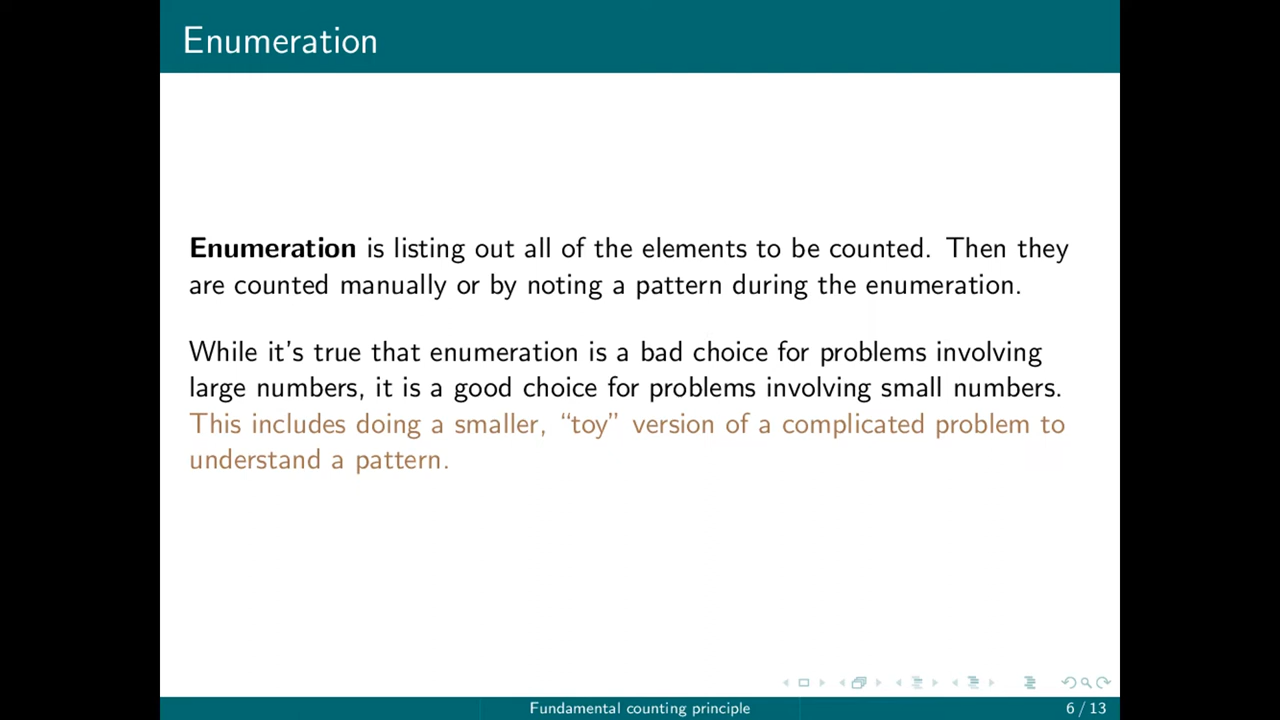 Enumeration
Enumeration is listing out all of the elements to be counted. Then they
are counted manually or by noting a pattern during the enumeration.
While it's true that enumeration is a bad choice for problems involving
large numbers, it is a good choice for problems involving small numbers.
This includes doing a smaller, “toy” version of a complicated problem to
understand a pattern.
Fundamental counting principle
6 / 13